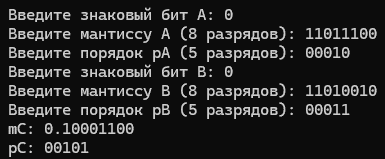 Введите знаковый бит A: 0
Введите мантиссу A (8 разрядов): 11011100
Введите порядок pA (5 разрядов): 00010
Введите знаковый бит B: 0
Введите мантиссу B (8 разрядов): 11010010
Введите порядок pB (5 разрядов): 00011
mC: 0.10001100
pC: 00101